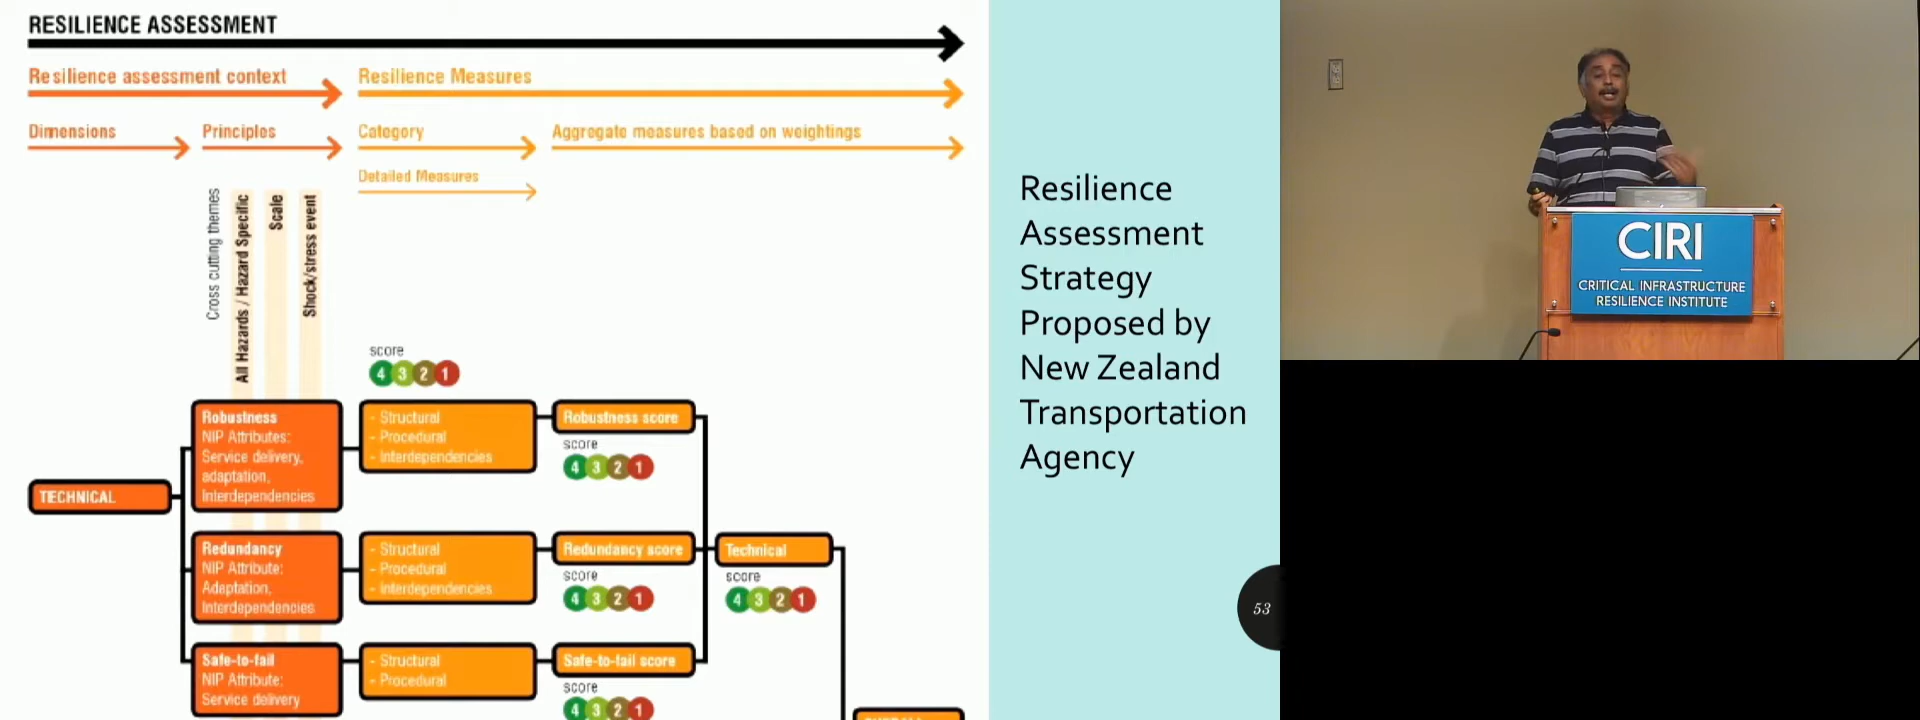 RESILIENCE ASSESSMENT
Resilience assessment context
Resilience Measures
Dimensions
Principles
Category
Aggregate measures based on weightings
Detailed Measures
Cross cutting themes
All Hazards / Hazard Specific
Scale
Shock/stress event
score
4 3 2 1
TECHNICAL
Robustness
NIP Attributes:
Service delivery,
adaptation,
Interdependencies
- Structural
- Procedural
- Interdependencies
Robustness score
score
4 3 2 1
Redundancy
NIP Attribute:
Adaptation,
Interdependencies
- Structural
- Procedural
- Interdependencies
Redundancy score
score
4 3 2 1
Technical
score
4 3 2 1
Safe-to-fail
NIP Attribute:
Service delivery
- Structural
- Procedural
Safe-to-fail score
score
4 3 2 1
Resilience
Assessment
Strategy
Proposed by
New Zealand
Transportation
Agency
53
CIRI
CRITICAL INFRASTRUCTURE
RESILIENCE INSTITUTE